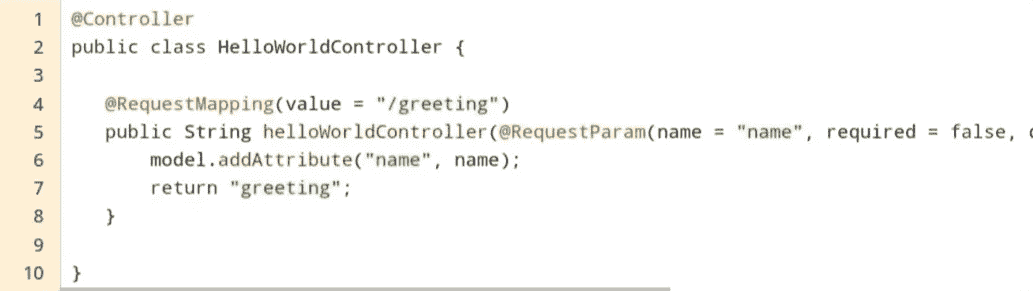 1 @Controller
2 public class HelloWorldController {
3
4 @RequestMapping(value = "/greeting")
5 public String helloWorldController(@RequestParam(name = "name", required = false,
6 model.addAttribute("name", name);
7 return "greeting";
8 }
9
10 }